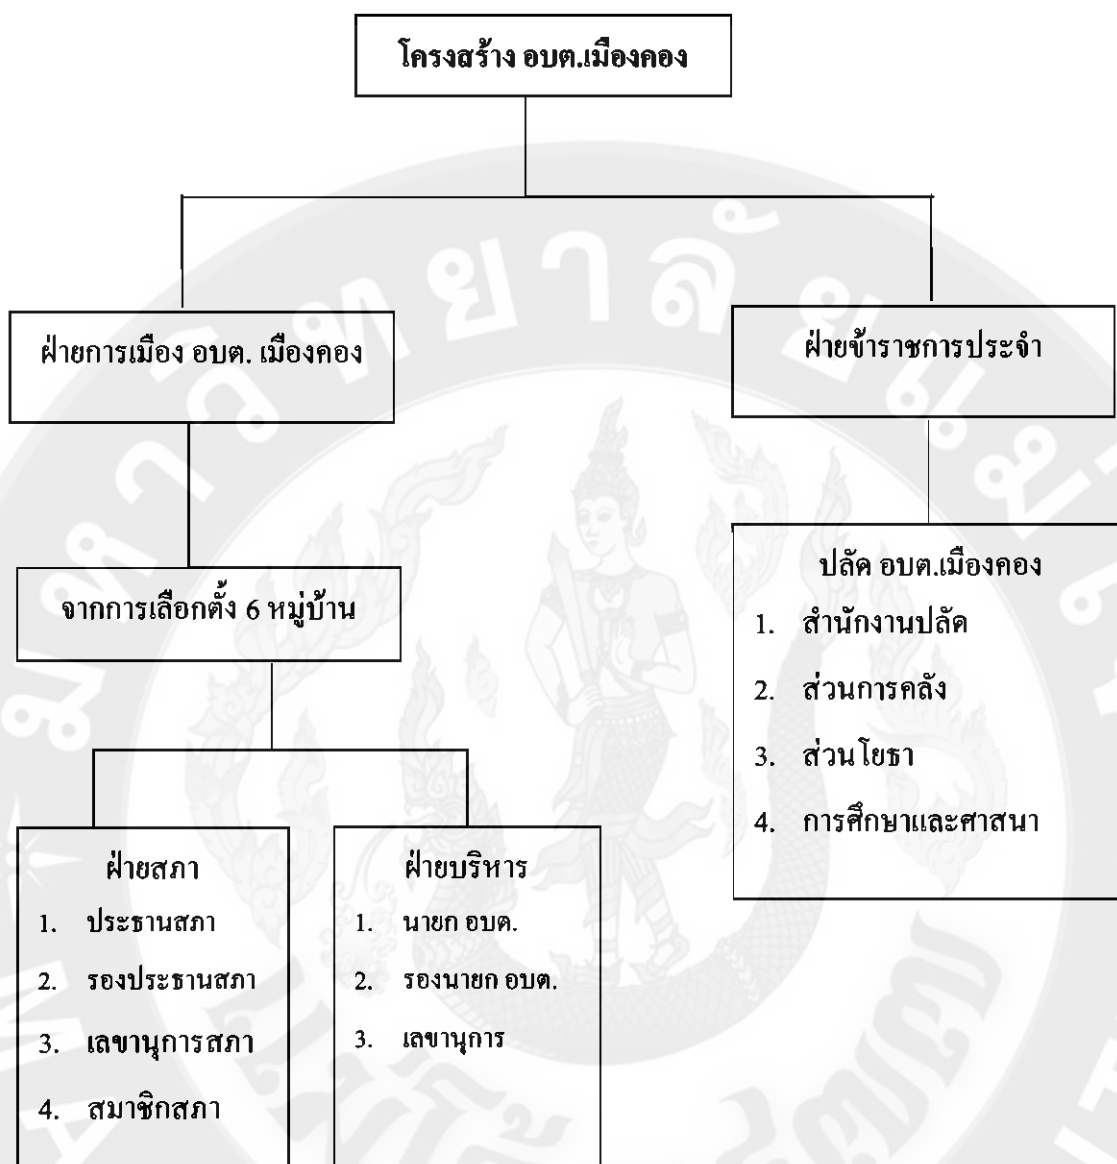 โครงสร้าง อบต.เมืองคอง
ฝ่ายการเมือง อบต. เมืองคอง
ฝ่ายข้าราชการประจำ
จากการเลือกตั้ง 6 หมู่บ้าน
ปลัด อบต.เมืองคอง
1. สำนักงานปลัด
2. ส่วนการคลัง
3. ส่วนโยธา
4. การศึกษาและศาสนา
ฝ่ายสภา
1. ประธานสภา
2. รองประธานสภา
3. เลขานุการสภา
4. สมาชิกสภา
ฝ่ายบริหาร
1. นายก อบต.
2. รองนายก อบต.
3. เลขานุการ